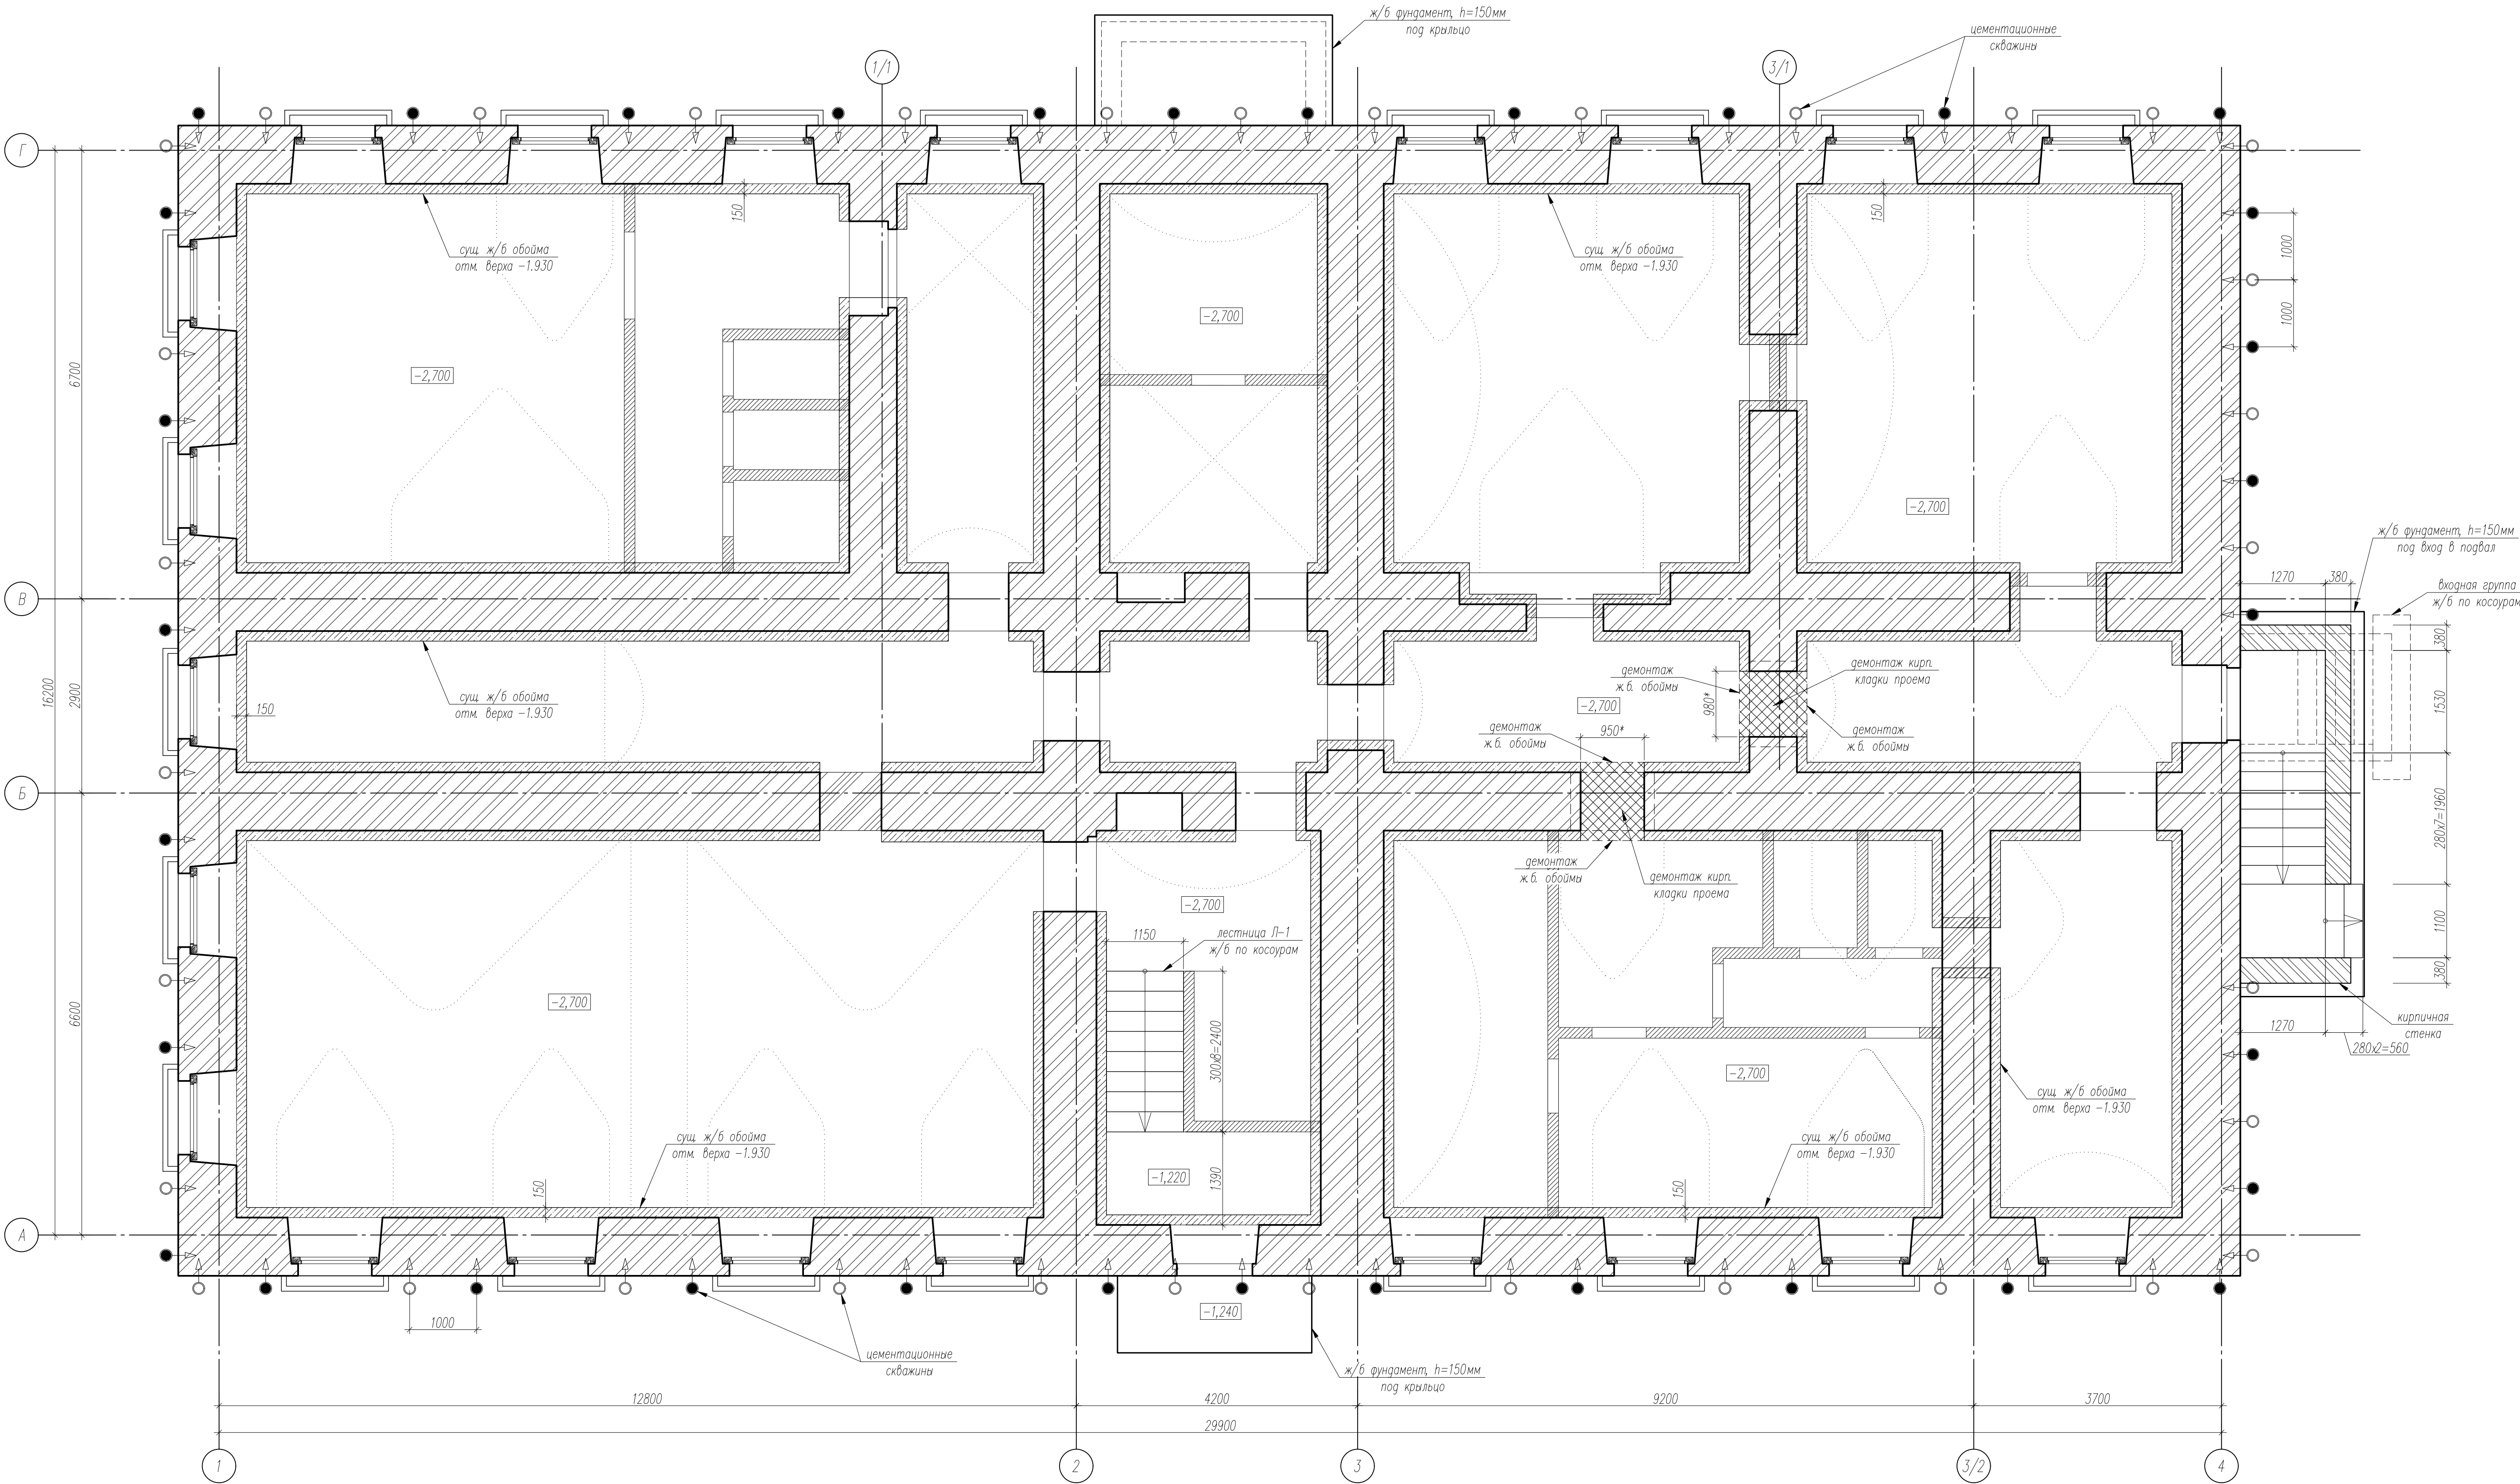 ж/б фундамент, h=150мм
под крыльцо
цементационные
скважины
1/1
3/1
Г
150
150
сущ. ж/б обойма
отм. верха -1.930
сущ. ж/б обойма
отм. верха -1.930
1000
1000
-2,700
-2,700
6700
-2,700
ж/б фундамент, h=150мм
под вход в подвал
1270
380
входная группа
ж/б по косоурам
В
380
16200
2900
сущ. ж/б обойма
отм. верха -1.930
150
демонтаж
ж.б. обоймы
демонтаж кирп.
кладки проема
980*
-2,700
1530
демонтаж
ж.б. обоймы
950*
демонтаж
ж.б. обоймы
Б
280х7=1960
демонтаж
ж.б. обоймы
демонтаж кирп.
кладки проема
-2,700
1150
лестница Л-1
ж/б по косоурам
1100
380
-2,700
6600
300х8=2400
кирпичная
стенка
1270
280х2=560
-2,700
сущ. ж/б обойма
отм. верха -1.930
сущ. ж/б обойма
отм. верха -1.930
сущ. ж/б обойма
отм. верха -1.930
150
-1,220
1390
150
А
-1,240
1000
цементационные
скважины
ж/б фундамент, h=150мм
под крыльцо
12800
4200
9200
3700
29900
1
2
3
3/2
4